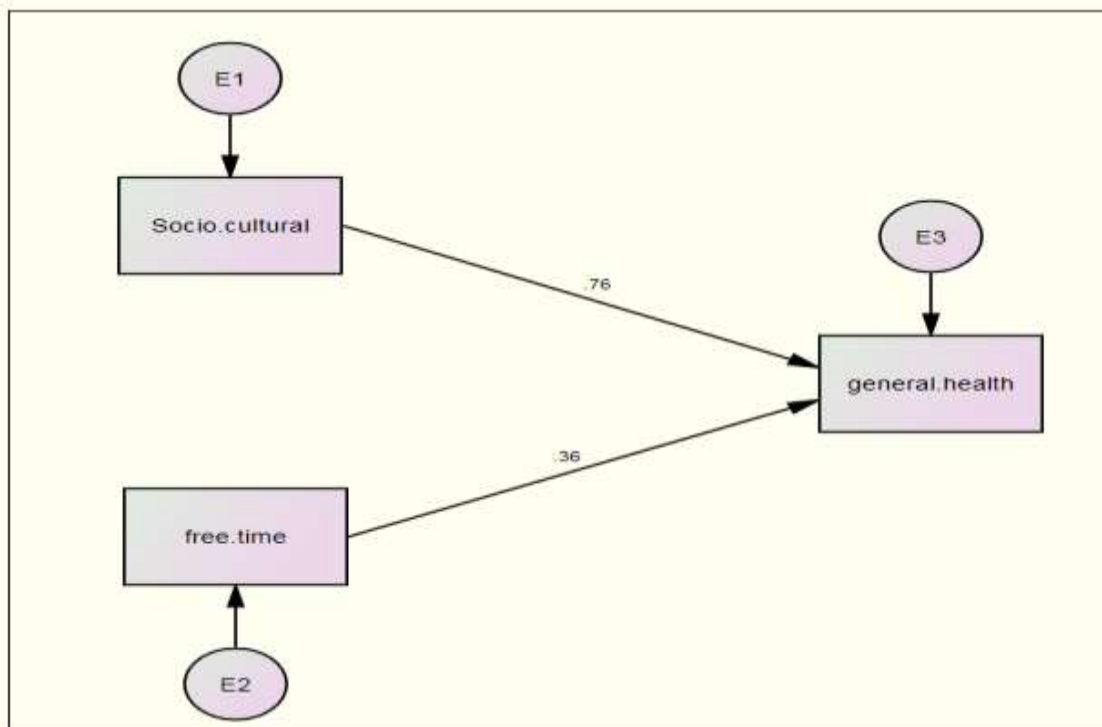 E1
Socio.cultural
E3
.76
general.health
.36
free.time
E2